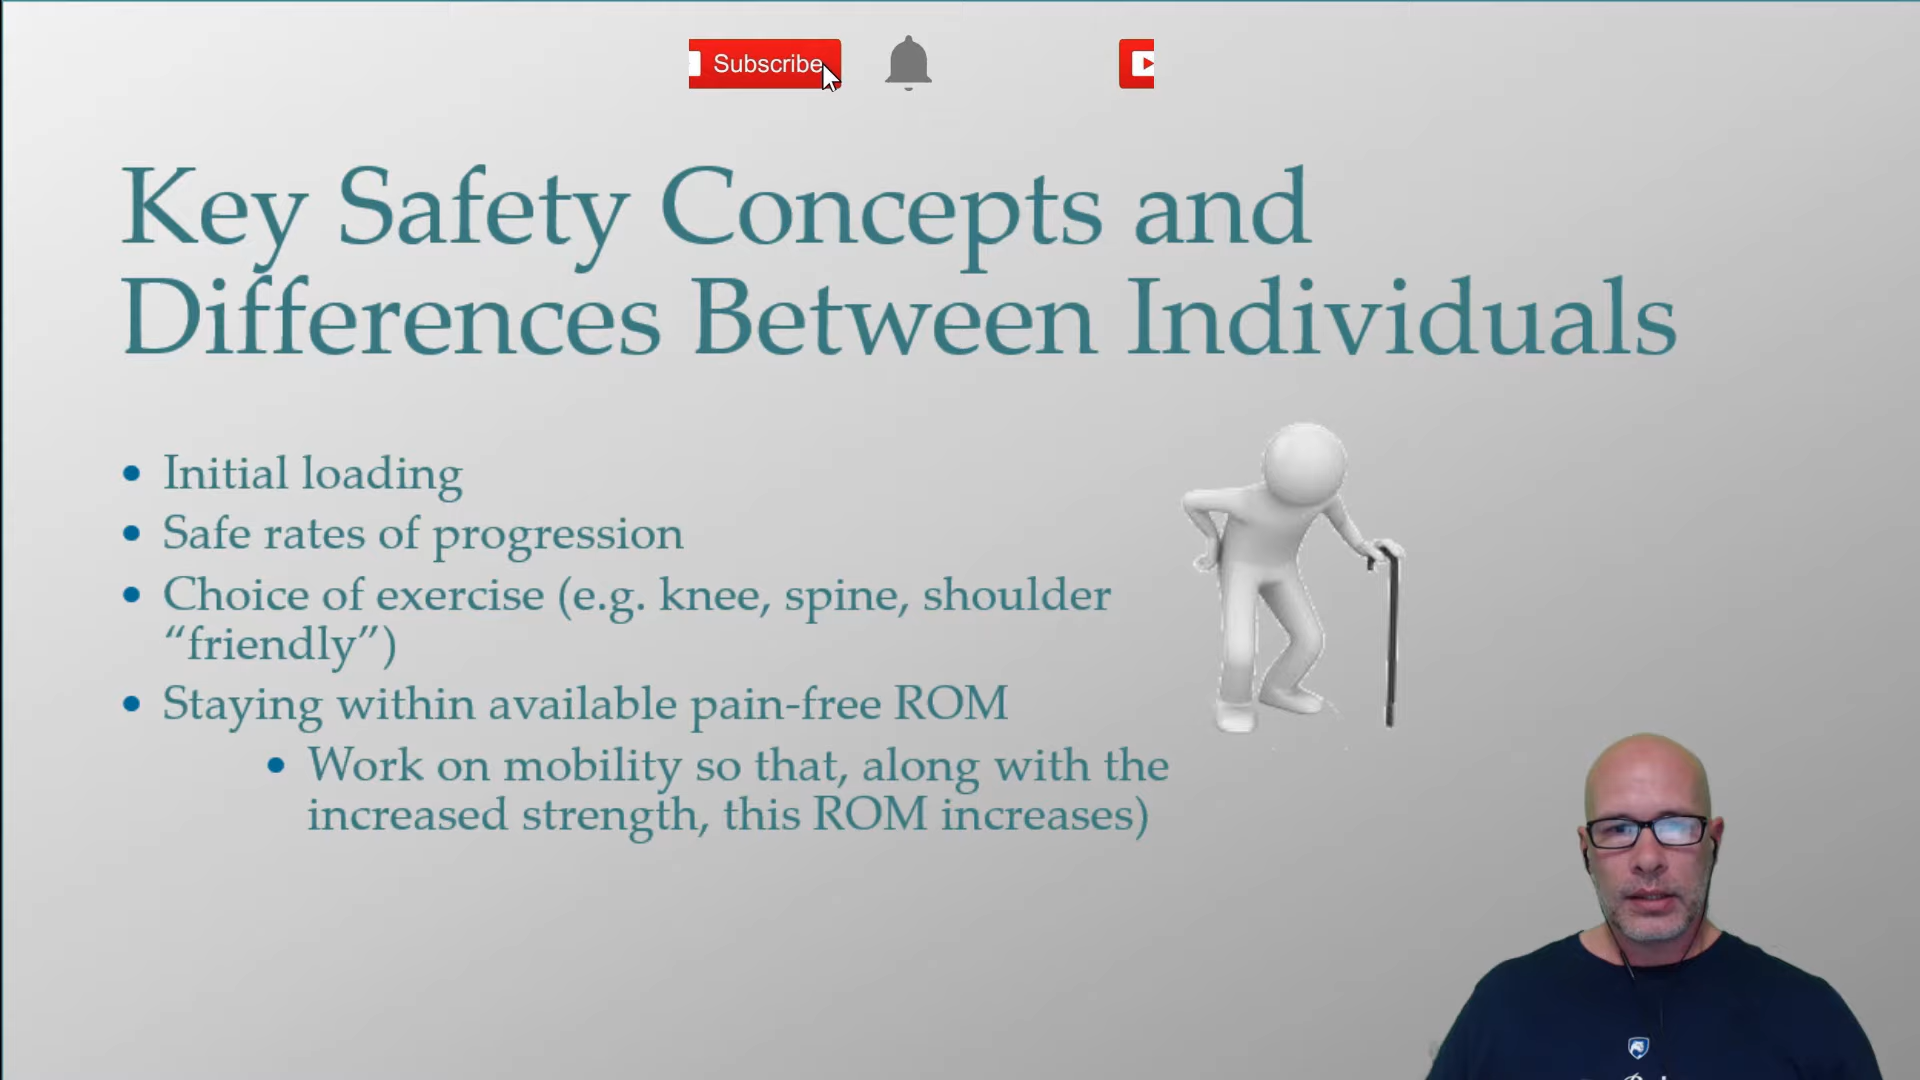 Subscribe
Key Safety Concepts and
Differences Between Individuals
• Initial loading
• Safe rates of progression
• Choice of exercise (e.g. knee, spine, shoulder
“friendly”)
• Staying within available pain-free ROM
• Work on mobility so that, along with the
increased strength, this ROM increases)